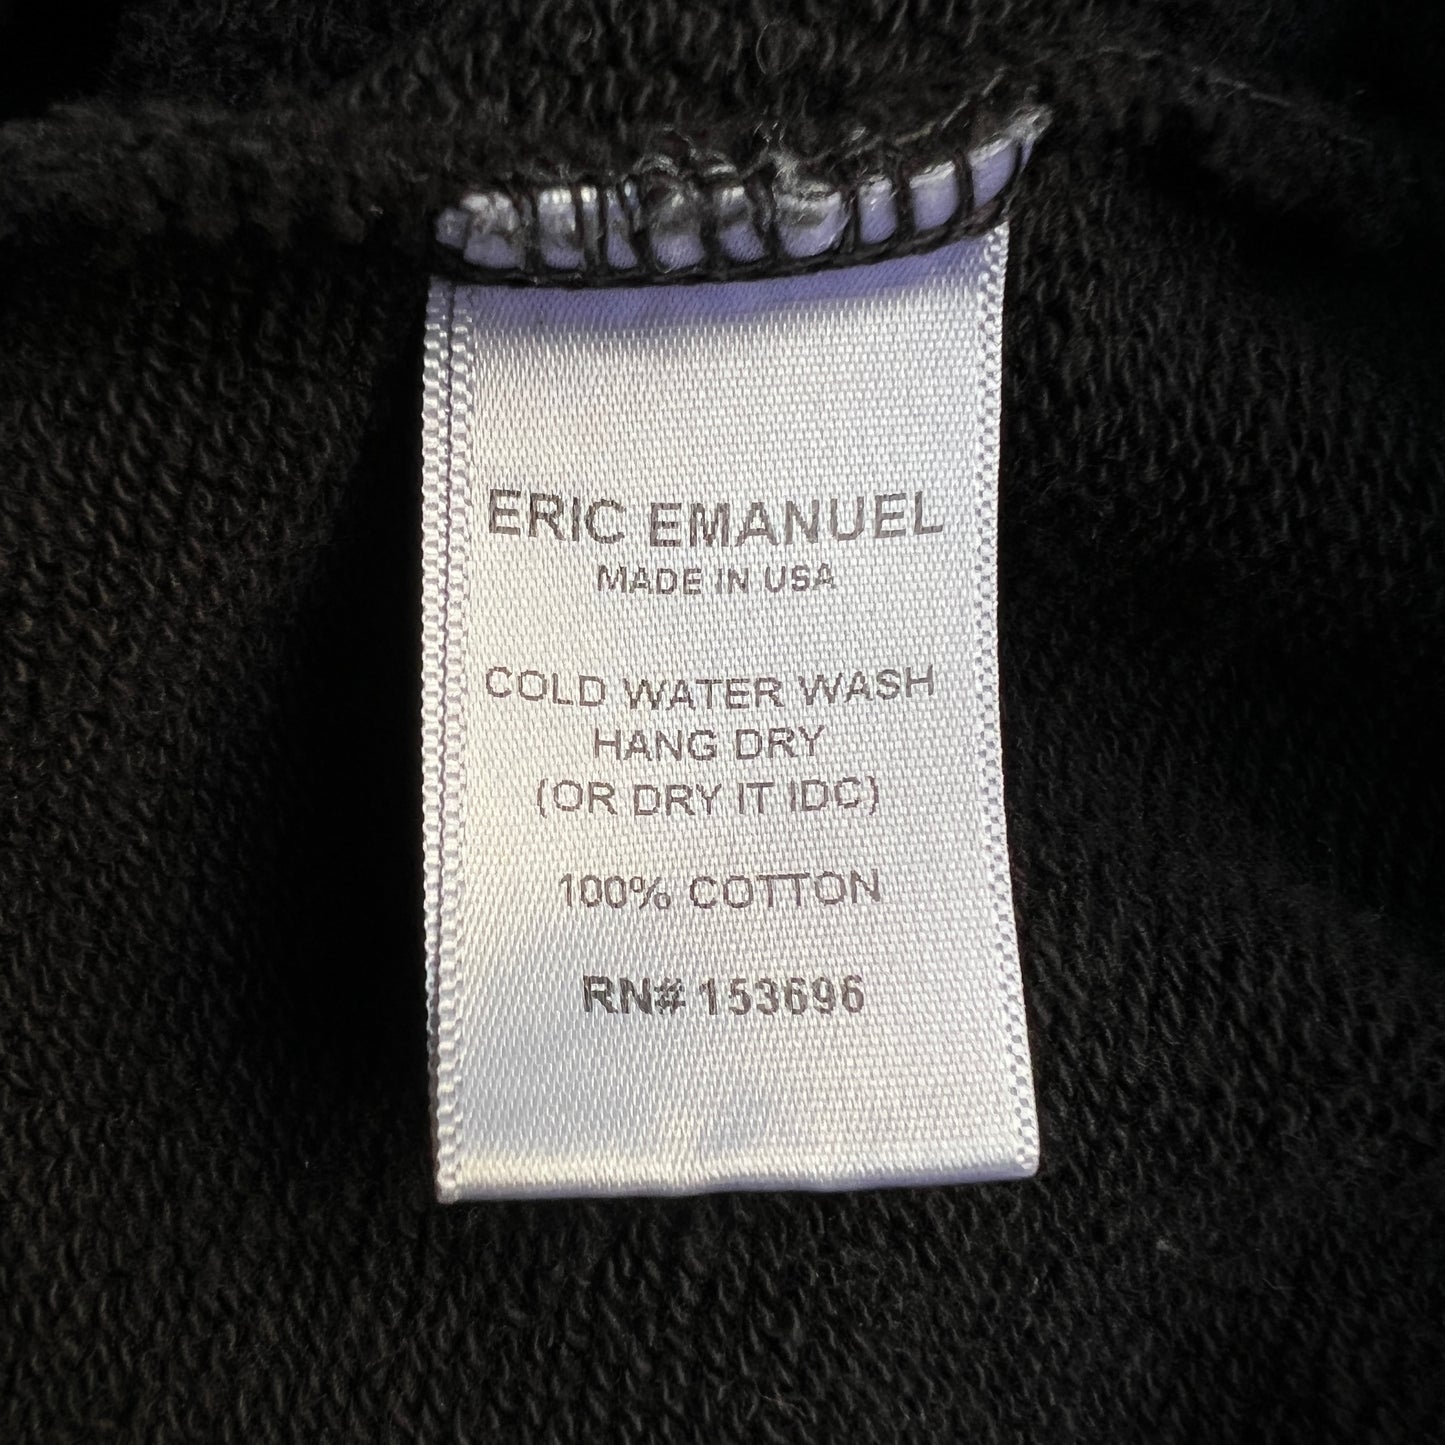 ERIC EMANUEL
MADE IN USA
COLD WATER WASH
HANG DRY
(OR DRY IT IDC)
100% COTTON
RN# 153696